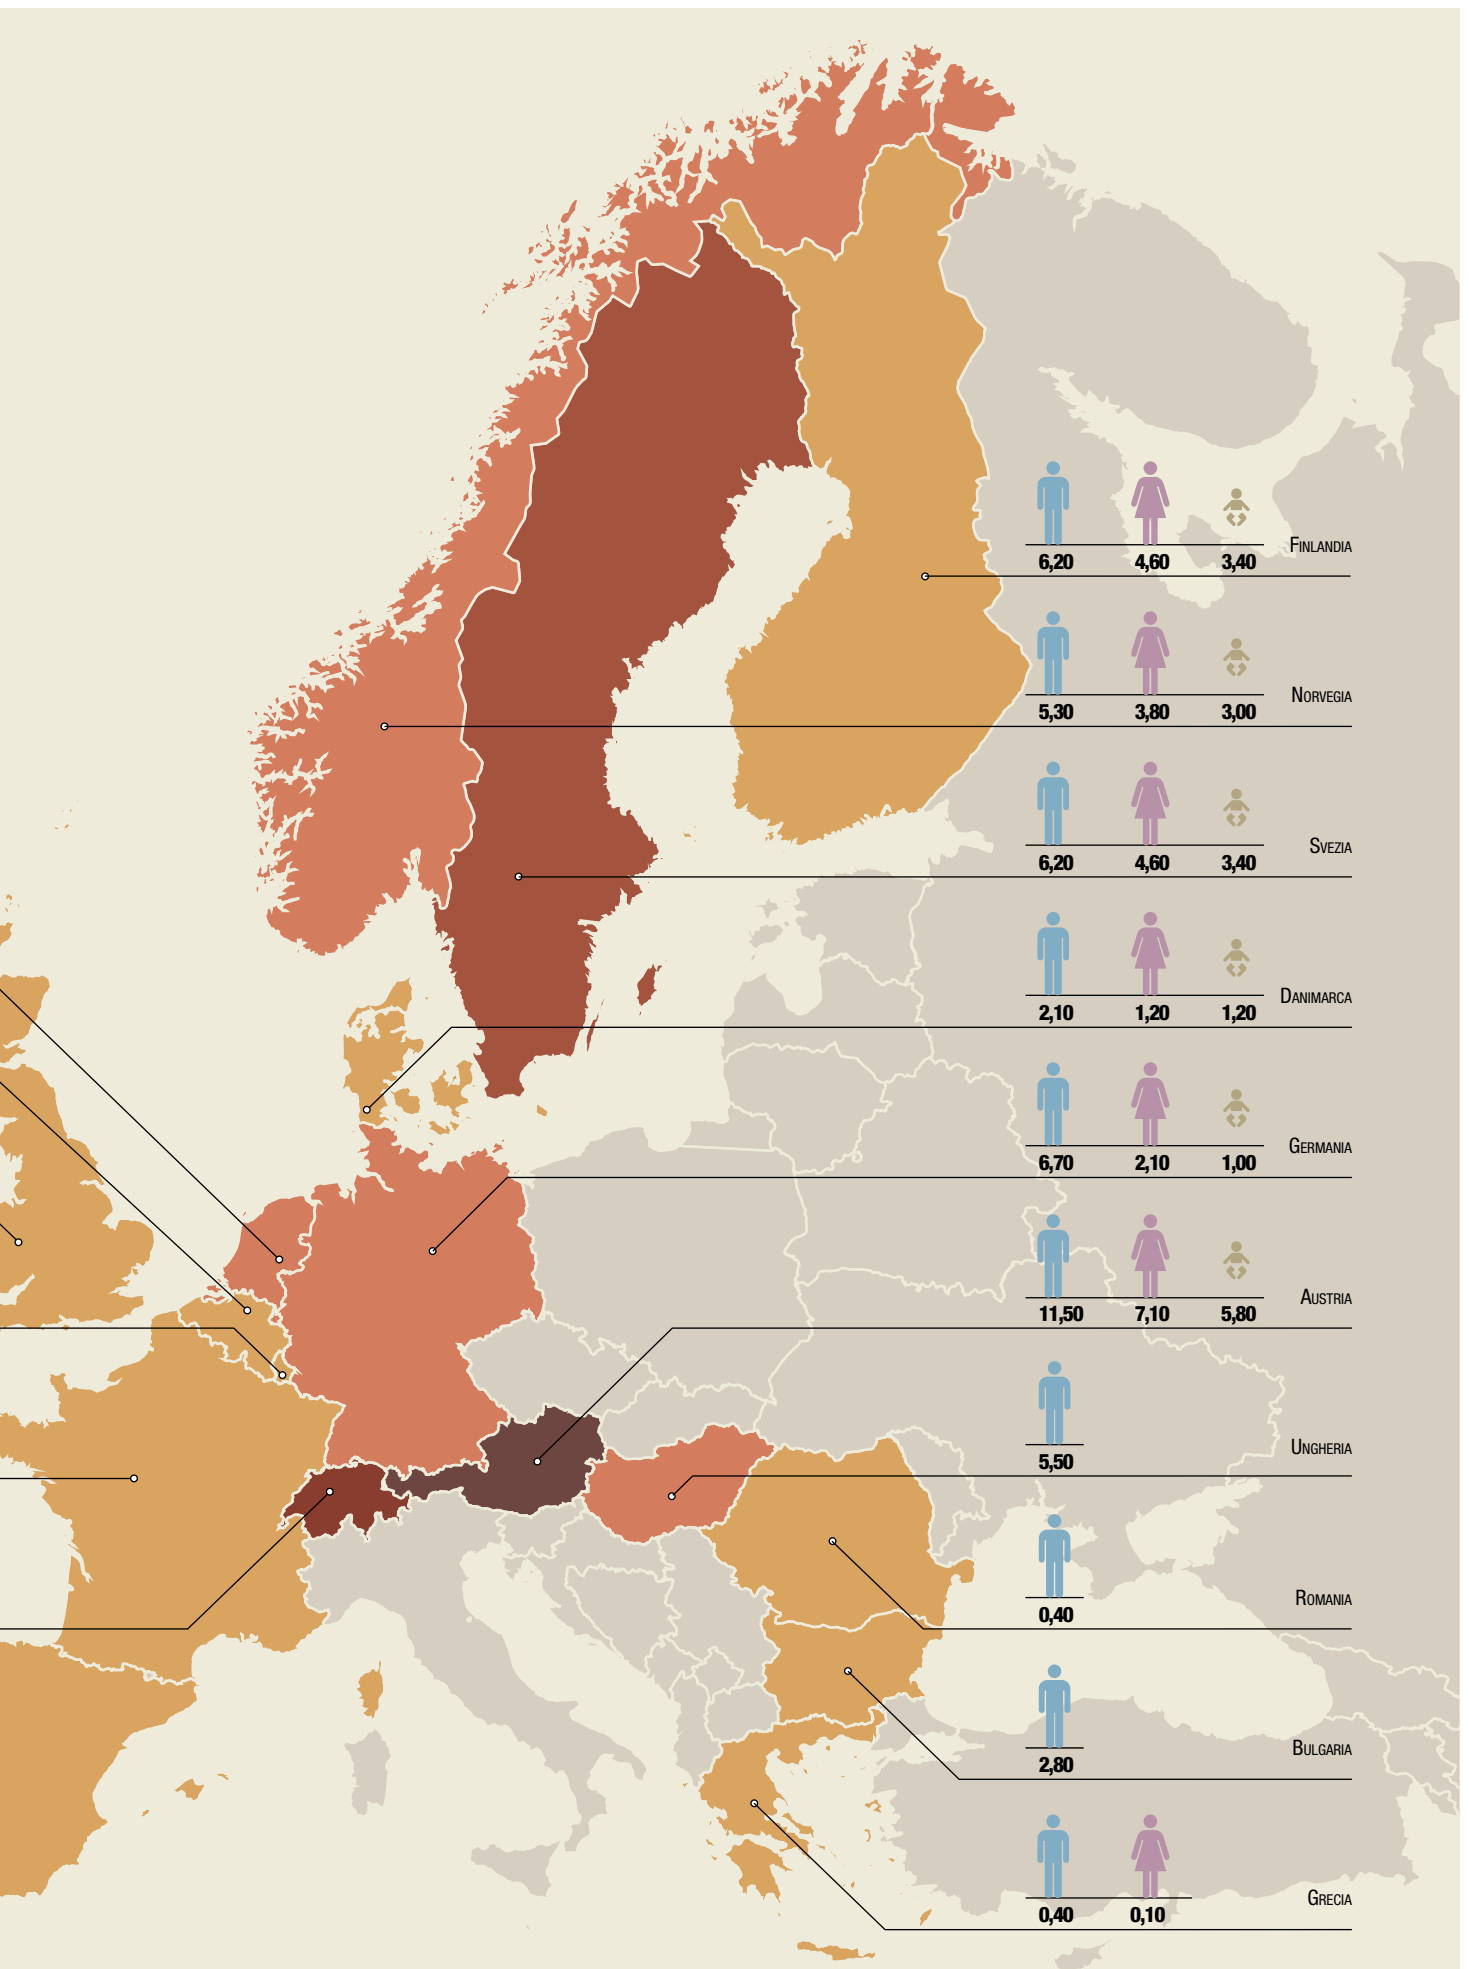 6,20 4,60 3,40
Finlandia
5,30 3,80 3,00
Norvegia
6,20 4,60 3,40
Svezia
2,10 1,20 1,20
Danimarca
6,70 2,10 1,00
Germania
11,50 7,10 5,80
Austria
5,50
Ungheria
0,40
Romania
2,80
Bulgaria
0,40 0,10
Grecia